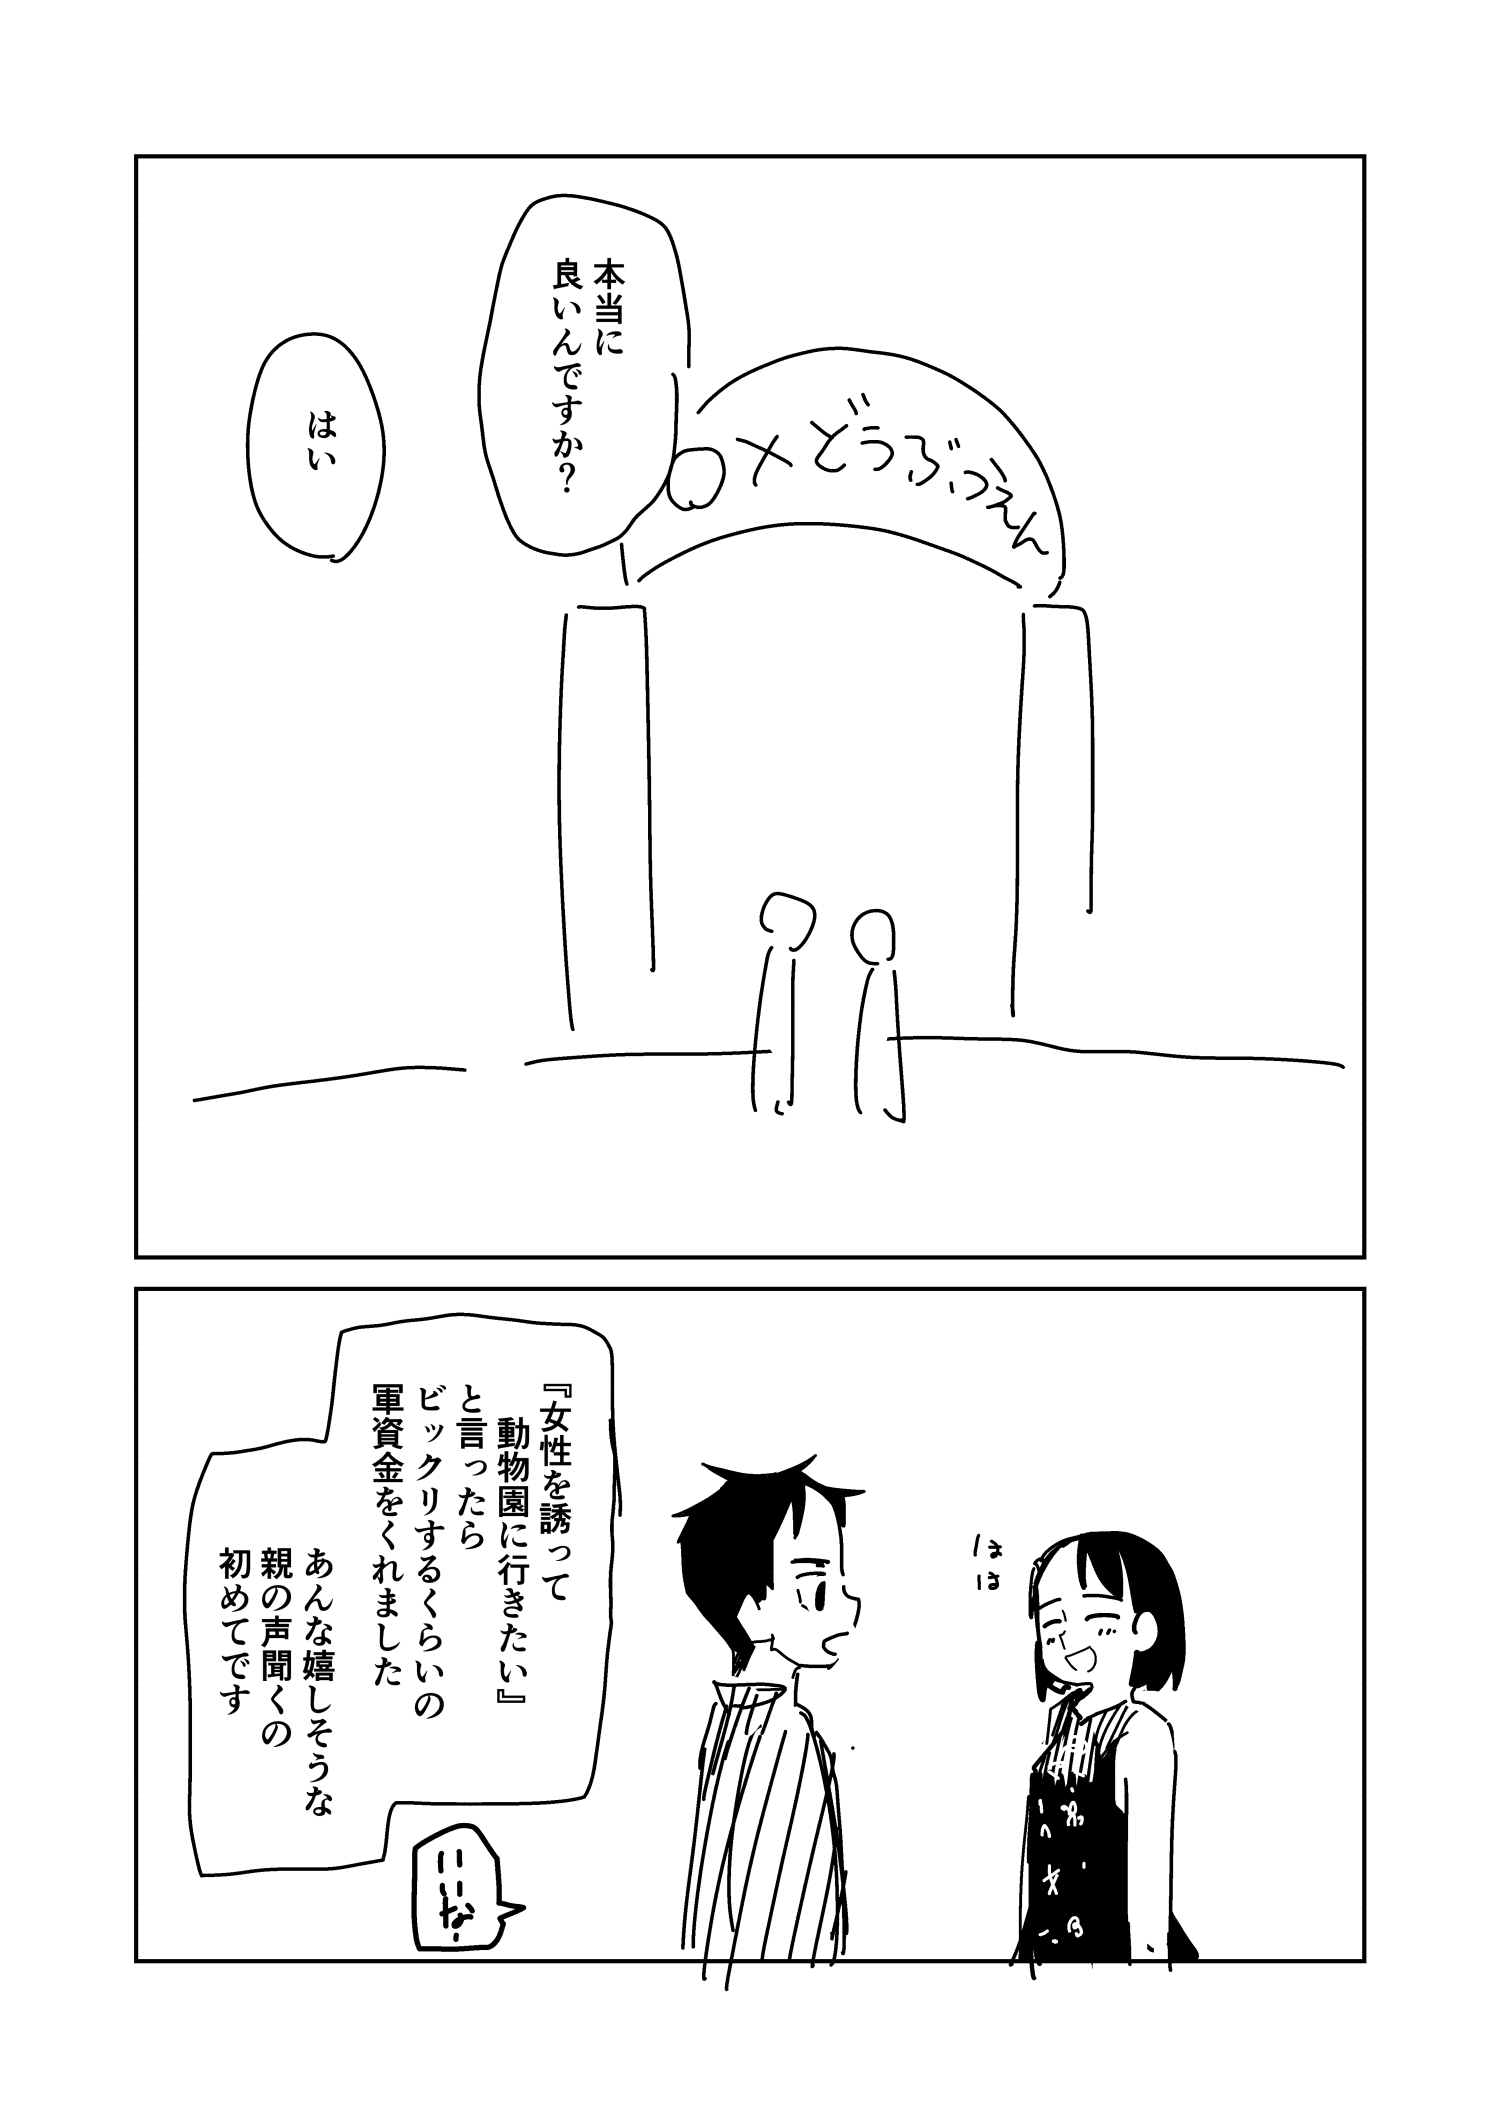 本当に
良いんですか?
○×どうぶつえん
はい
ほほ
『女性を誘って
動物園に行きたい』
と言ったら
ビックリするくらいの
軍資金をくれました
あんな嬉しそうな
親の声聞くの
初めてです
いいなー